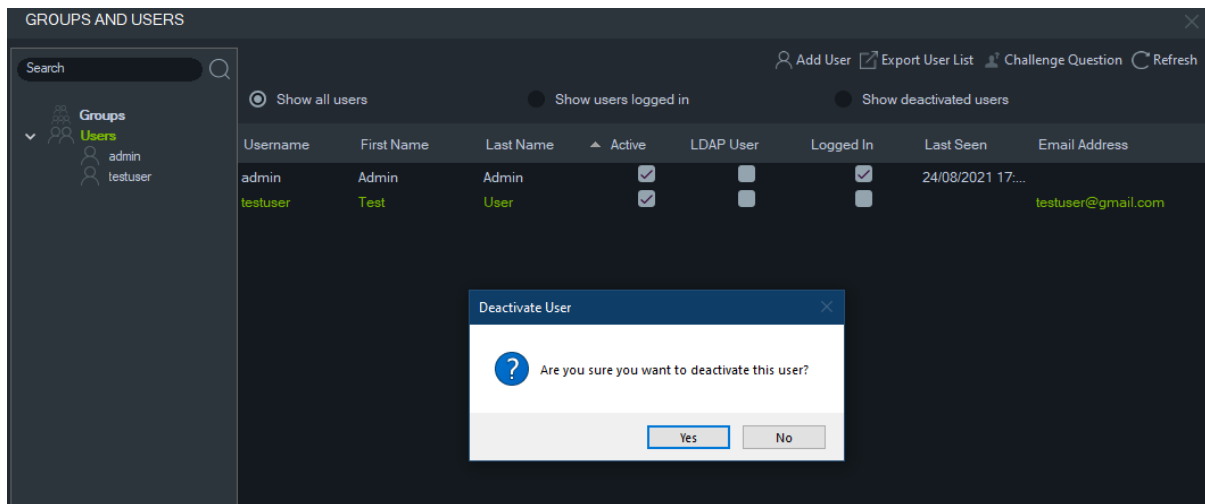 GROUPS AND USERS
Search
Add User Export User List Challenge Question Refresh
Groups
Users
admin
testuser
Show all users Show users logged in Show deactivated users
Username First Name Last Name Active LDAP User Logged In Last Seen Email Address
admin Admin Admin 24/08/2021 17:...
testuser Test User testuser@gmail.com
Deactivate User
Are you sure you want to deactivate this user?
Yes No